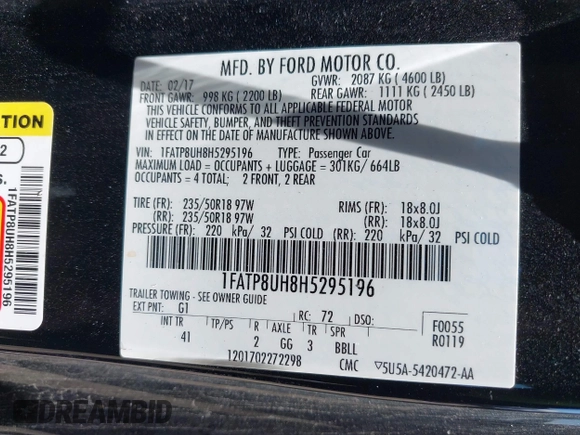 MFD. BY FORD MOTOR CO.
DATE: 02/17 GVWR: 2087 KG ( 4600 LB)
FRONT GAWR: 998 KG ( 2200 LB) REAR GAWR: 1111 KG ( 2450 LB)
THIS VEHICLE CONFORMS TO ALL APPLICABLE FEDERAL MOTOR
VEHICLE SAFETY, BUMPER, AND THEFT PREVENTION STANDARDS
IN EFFECT ON THE DATE OF MANUFACTURE SHOWN ABOVE.
VIN: 1FATP8UH8H5295196 TYPE: Passenger Car
MAXIMUM LOAD = OCCUPANTS + LUGGAGE = 301KG/ 664LB
OCCUPANTS = 4 TOTAL; 2 FRONT, 2 REAR
TIRE (FR): 235/50R18 97W RIMS (FR): 18x8.0J
(RR): 235/50R18 97W (RR): 18x8.0J
PRESSURE (FR): 220 kPa/ 32 PSI COLD (RR): 220 kPa/ 32 PSI COLD
1FATP8UH8H5295196
TRAILER TOWING - SEE OWNER GUIDE
EXT PNT: G1 RC: 72 DSO:
INT TR TP/PS R AXLE TR SPR
41 2 GG 3 BBLL
1201702272298 CMC
F0055
R0119
5U5A-5420472-AA
TION
2
s.
1FATP8UH8H5295196
DREAMBID